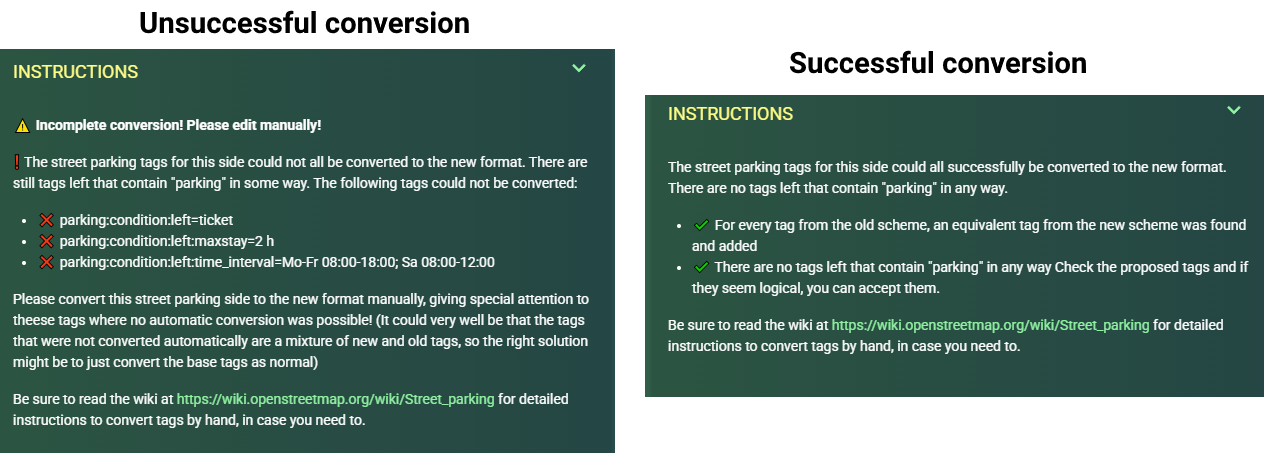 Unsuccessful conversion
INSTRUCTIONS
⚠️ Incomplete conversion! Please edit manually!
❗ The street parking tags for this side could not all be converted to the new format. There are
still tags left that contain "parking" in some way. The following tags could not be converted:
• ❌ parking:condition:left=ticket
• ❌ parking:condition:left:maxstay=2 h
• ❌ parking:condition:left:time_interval=Mo-Fr 08:00-18:00; Sa 08:00-12:00
Please convert this street parking side to the new format manually, giving special attention to
theese tags where no automatic conversion was possible! (It could very well be that the tags
that were not converted automatically are a mixture of new and old tags, so the right solution
might be to just convert the base tags as normal)
Be sure to read the wiki at https://wiki.openstreetmap.org/wiki/Street_parking for detailed
instructions to convert tags by hand, in case you need to.
Successful conversion
INSTRUCTIONS
The street parking tags for this side could all successfully be converted to the new format.
There are no tags left that contain "parking" in any way.
• ✔ For every tag from the old scheme, an equivalent tag from the new scheme was found
and added
• ✔ There are no tags left that contain "parking" in any way Check the proposed tags and if
they seem logical, you can accept them.
Be sure to read the wiki at https://wiki.openstreetmap.org/wiki/Street_parking for detailed
instructions to convert tags by hand, in case you need to.